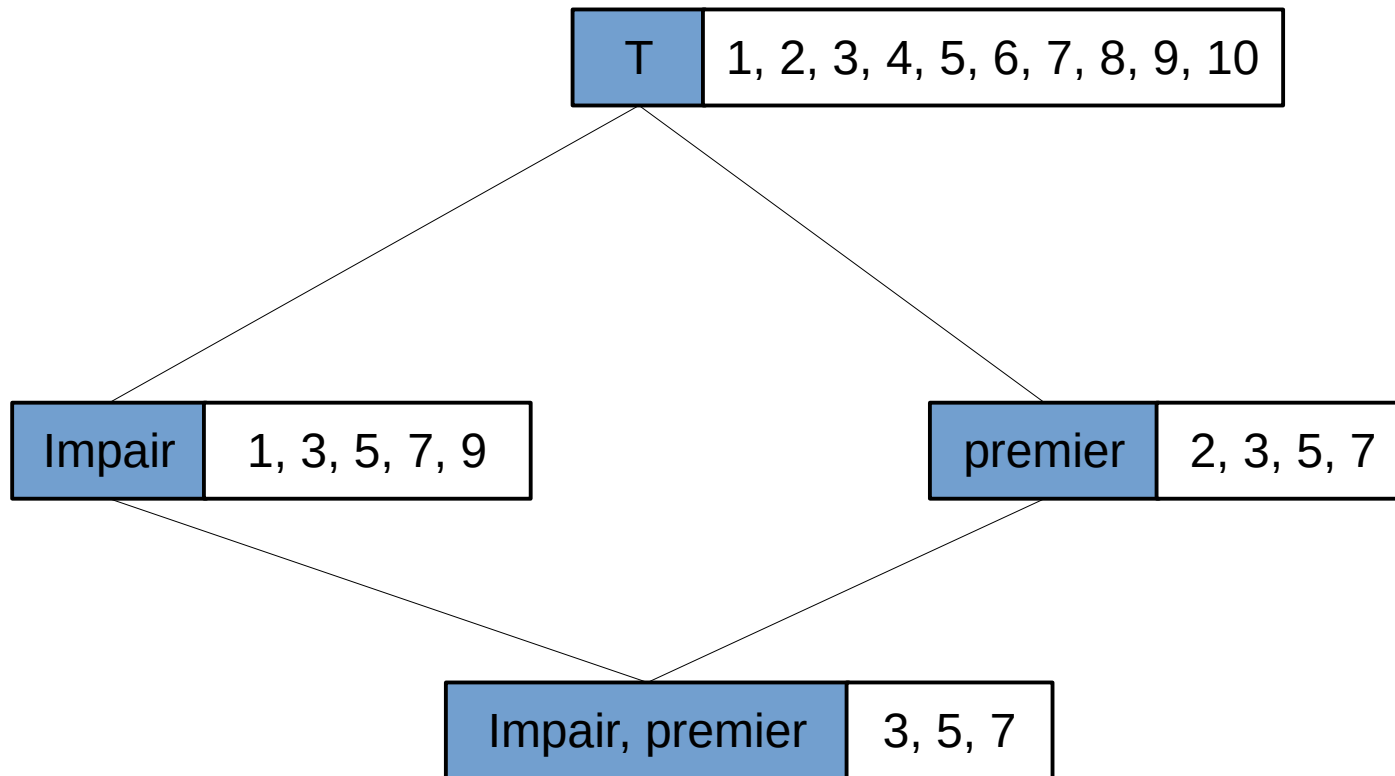 T 1, 2, 3, 4, 5, 6, 7, 8, 9, 10
Impair 1, 3, 5, 7, 9
premier 2, 3, 5, 7
Impair, premier 3, 5, 7